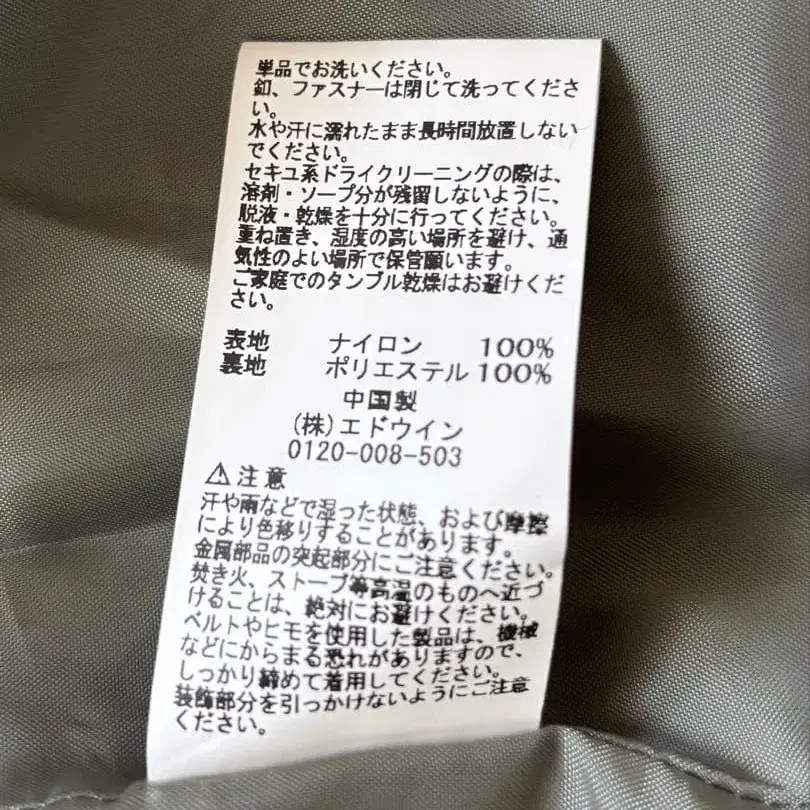 単品でお洗いください。
釦、ファスナーは閉じて洗ってくださ
い。
水や汗に濡れたまま長時間放置しない
でください。
セキユ系ドライクリーニングの際は、
溶剤・ソープ分が残留しないように、
脱液・乾燥を十分に行ってください。
重ね置き、湿度の高い場所を避け、通
気性のよい場所で保管願います。
ご家庭でのタンブル乾燥はお避けくだ
さい。
表地 ナイロン 100%
裏地 ポリエステル 100%
中国製
(株)エドウイン
0120-008-503
⚠注意
汗や雨などで湿った状態、および摩擦
により色移りすることがあります。
金属部品の突起部分にご注意ください。
焚き火、ストーブ等高温のものへ近づ
けることは、絶対にお避けください。
ベルトやヒモを使用した製品は、機械
などにからまる恐れがありますので、
しっかり締めて着用してください。
装飾部分を引っかけないようにご注意
ください。